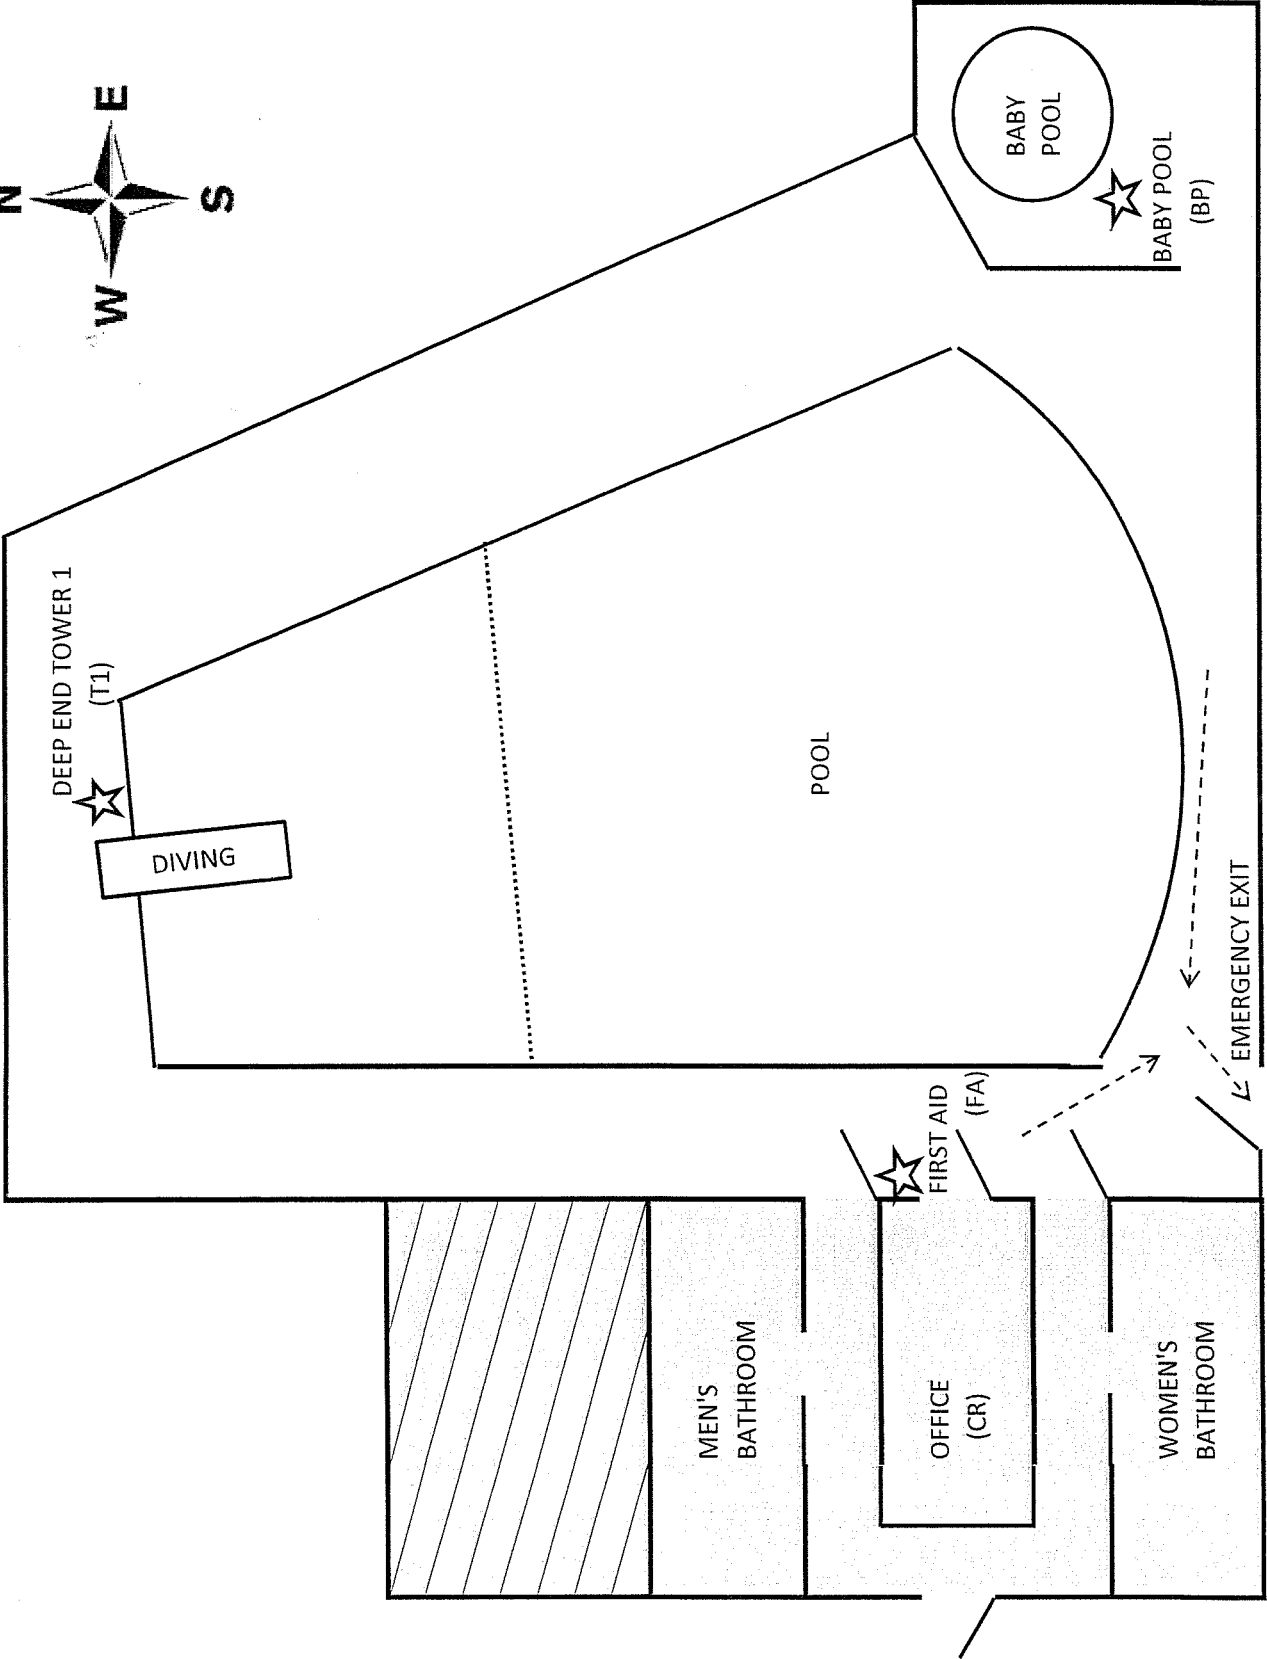 N
W
E
S
DEEP END TOWER 1
(T1)
DIVING
POOL
BABY
POOL
BABY POOL
(BP)
FIRST AID
(FA)
EMERGENCY EXIT
MEN'S
BATHROOM
OFFICE
(CR)
WOMEN'S
BATHROOM